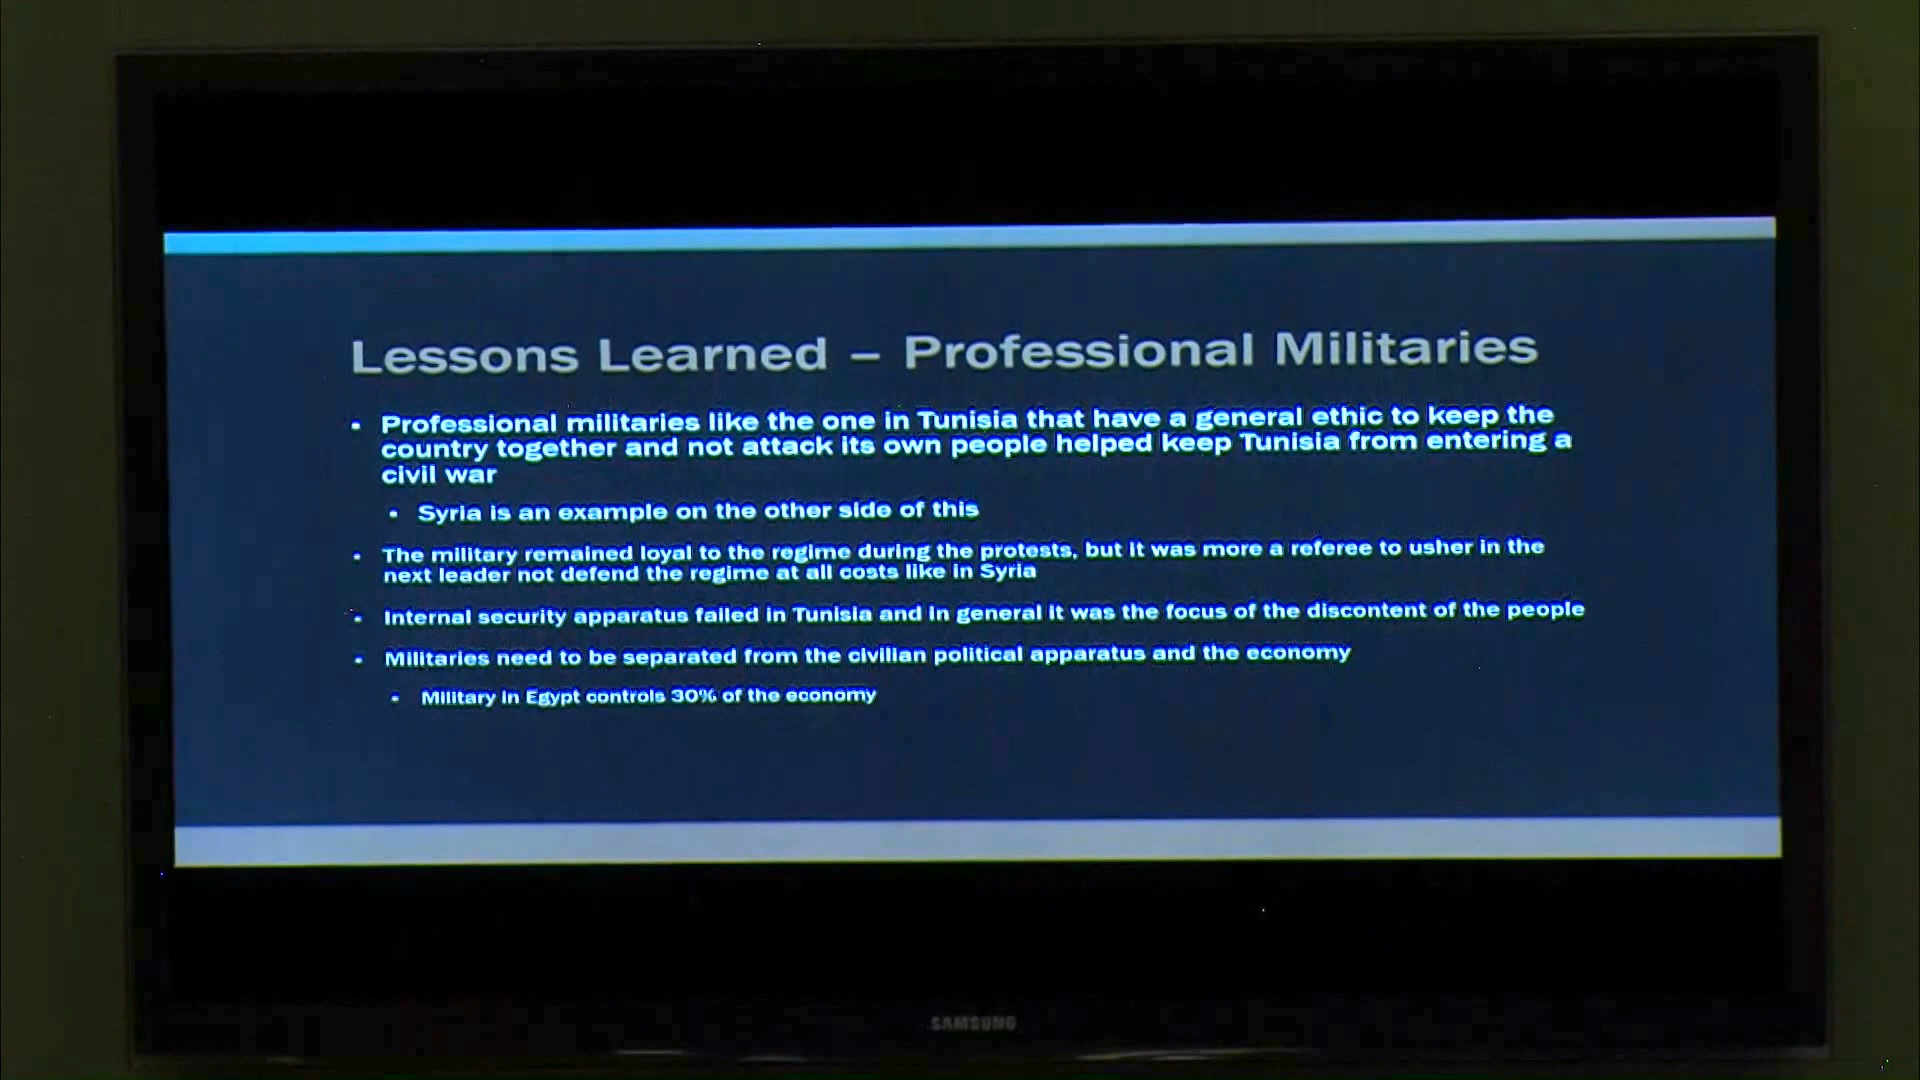 Lessons Learned – Professional Militaries
• Professional militaries like the one in Tunisia that have a general ethic to keep the
country together and not attack its own people helped keep Tunisia from entering a
civil war
• Syria is an example on the other side of this
• The military remained loyal to the regime during the protests, but it was more a referee to usher in the
next leader not defend the regime at all costs like in Syria
• Internal security apparatus failed in Tunisia and in general it was the focus of the discontent of the people
• Militaries need to be separated from the civilian political apparatus and the economy
• Military in Egypt controls 30% of the economy
SAMSUNG